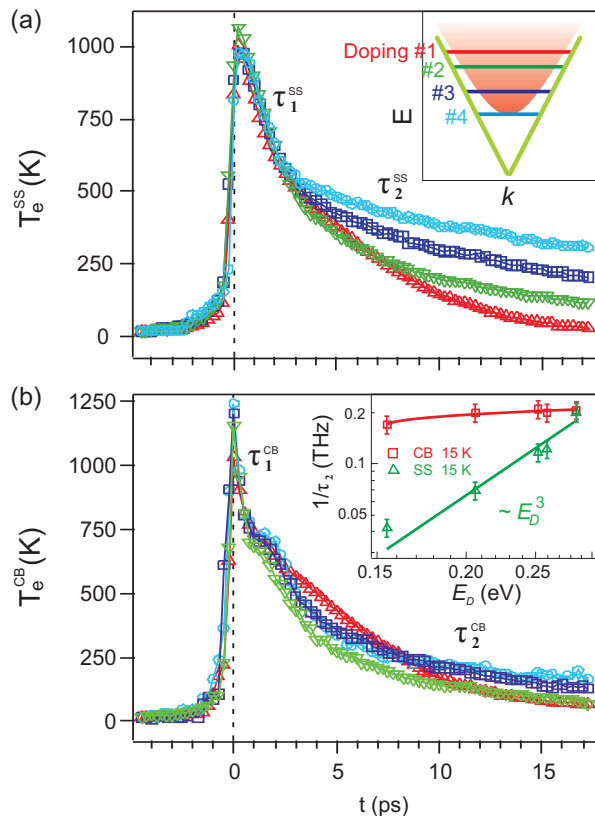 (a)
1000
750
500
250
0
T_e^SS (K)
τ_1^SS
τ_2^SS
Doping #1
#2
#3
#4
E
k
(b)
1250
1000
750
500
250
0
T_e^CB (K)
τ_1^CB
τ_2^CB
0.2
0.1
0.05
1/τ_2 (THz)
CB 15 K
SS 15 K
~ E_D^3
0.15 0.20 0.25
E_D (eV)
0 5 10 15
t (ps)